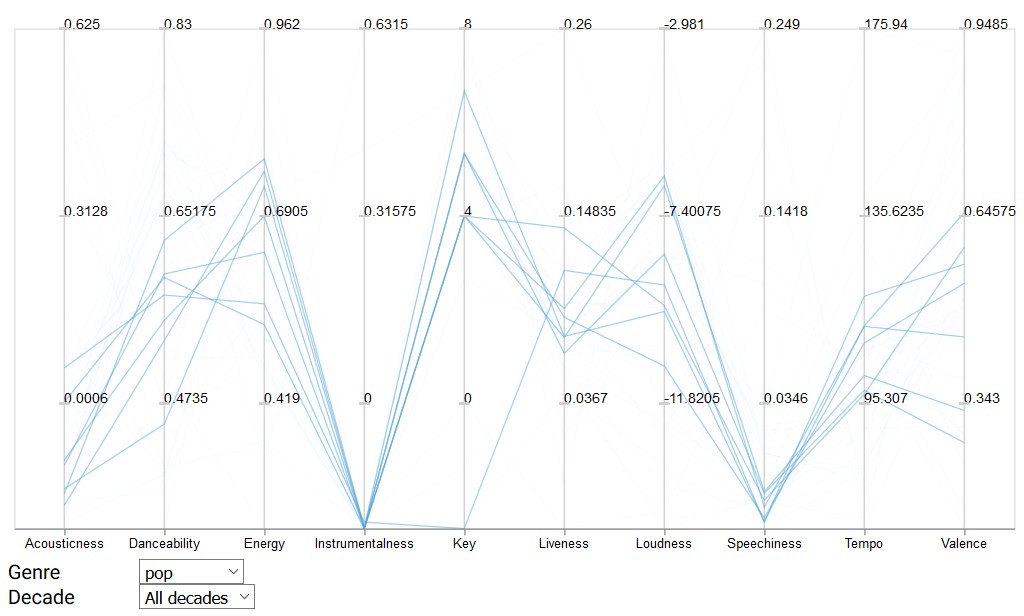 0.625 0.83 0.962 0.6315 8 0.26 -2.981 0.249 175.94 0.9485
0.3128 0.65175 0.6905 0.31575 4 0.14835 -7.40075 0.1418 135.6235 0.64575
0.0006 0.4735 0.419 0 0 0.0367 -11.8205 0.0346 95.307 0.343
Acousticness Danceability Energy Instrumentalness Key Liveness Loudness Speechiness Tempo Valence
Genre pop
Decade All decades